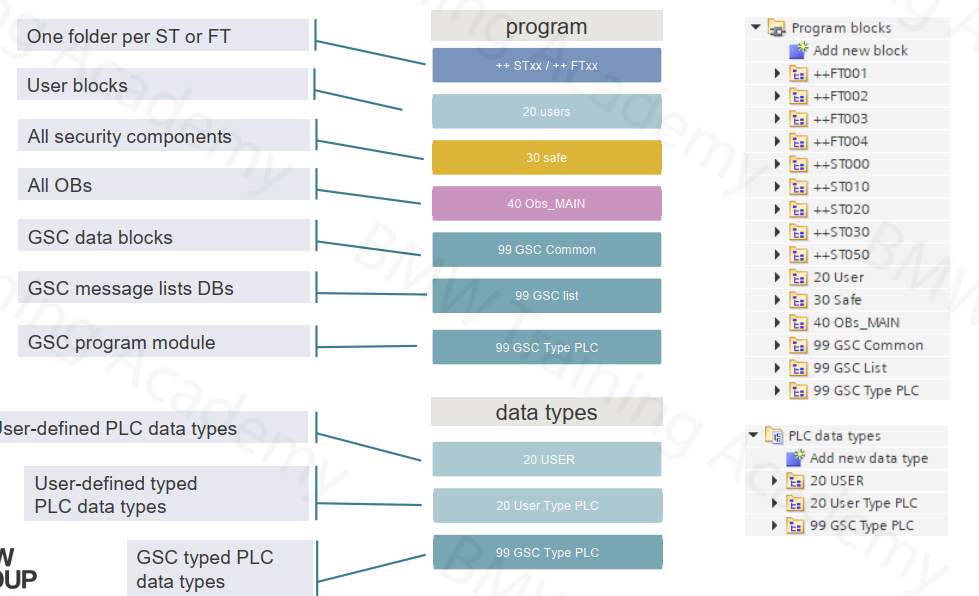 program
One folder per ST or FT
++ STxx / ++ FTxx
User blocks
20 users
All security components
30 safe
All OBs
40 Obs_MAIN
GSC data blocks
99 GSC Common
GSC message lists DBs
99 GSC list
GSC program module
99 GSC Type PLC
data types
User-defined PLC data types
20 USER
User-defined typed
PLC data types
20 User Type PLC
GSC typed PLC
data types
99 GSC Type PLC
Program blocks
Add new block
++FT001
++FT002
++FT003
++FT004
++ST000
++ST010
++ST020
++ST030
++ST050
20 User
30 Safe
40 OBs_MAIN
99 GSC Common
99 GSC List
99 GSC Type PLC
PLC data types
Add new data type
20 USER
20 User Type PLC
99 GSC Type PLC
BMW Training Academy